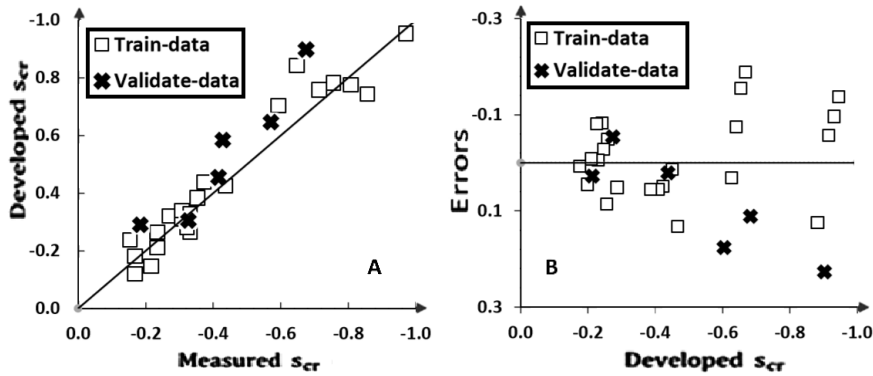 -1.0
0.8
0.6
0.4
-0.2
0.0
Developed scr
Train-data
Validate-data
A
0.0 -0.2 -0.4 -0.6 -0.8 -1.0
Measured scr
-0.3
-0.1
0.1
0.3
Errors
Train-data
Validate-data
B
0.0 -0.2 -0.4 -0.6 -0.8 -1.0
Developed scr